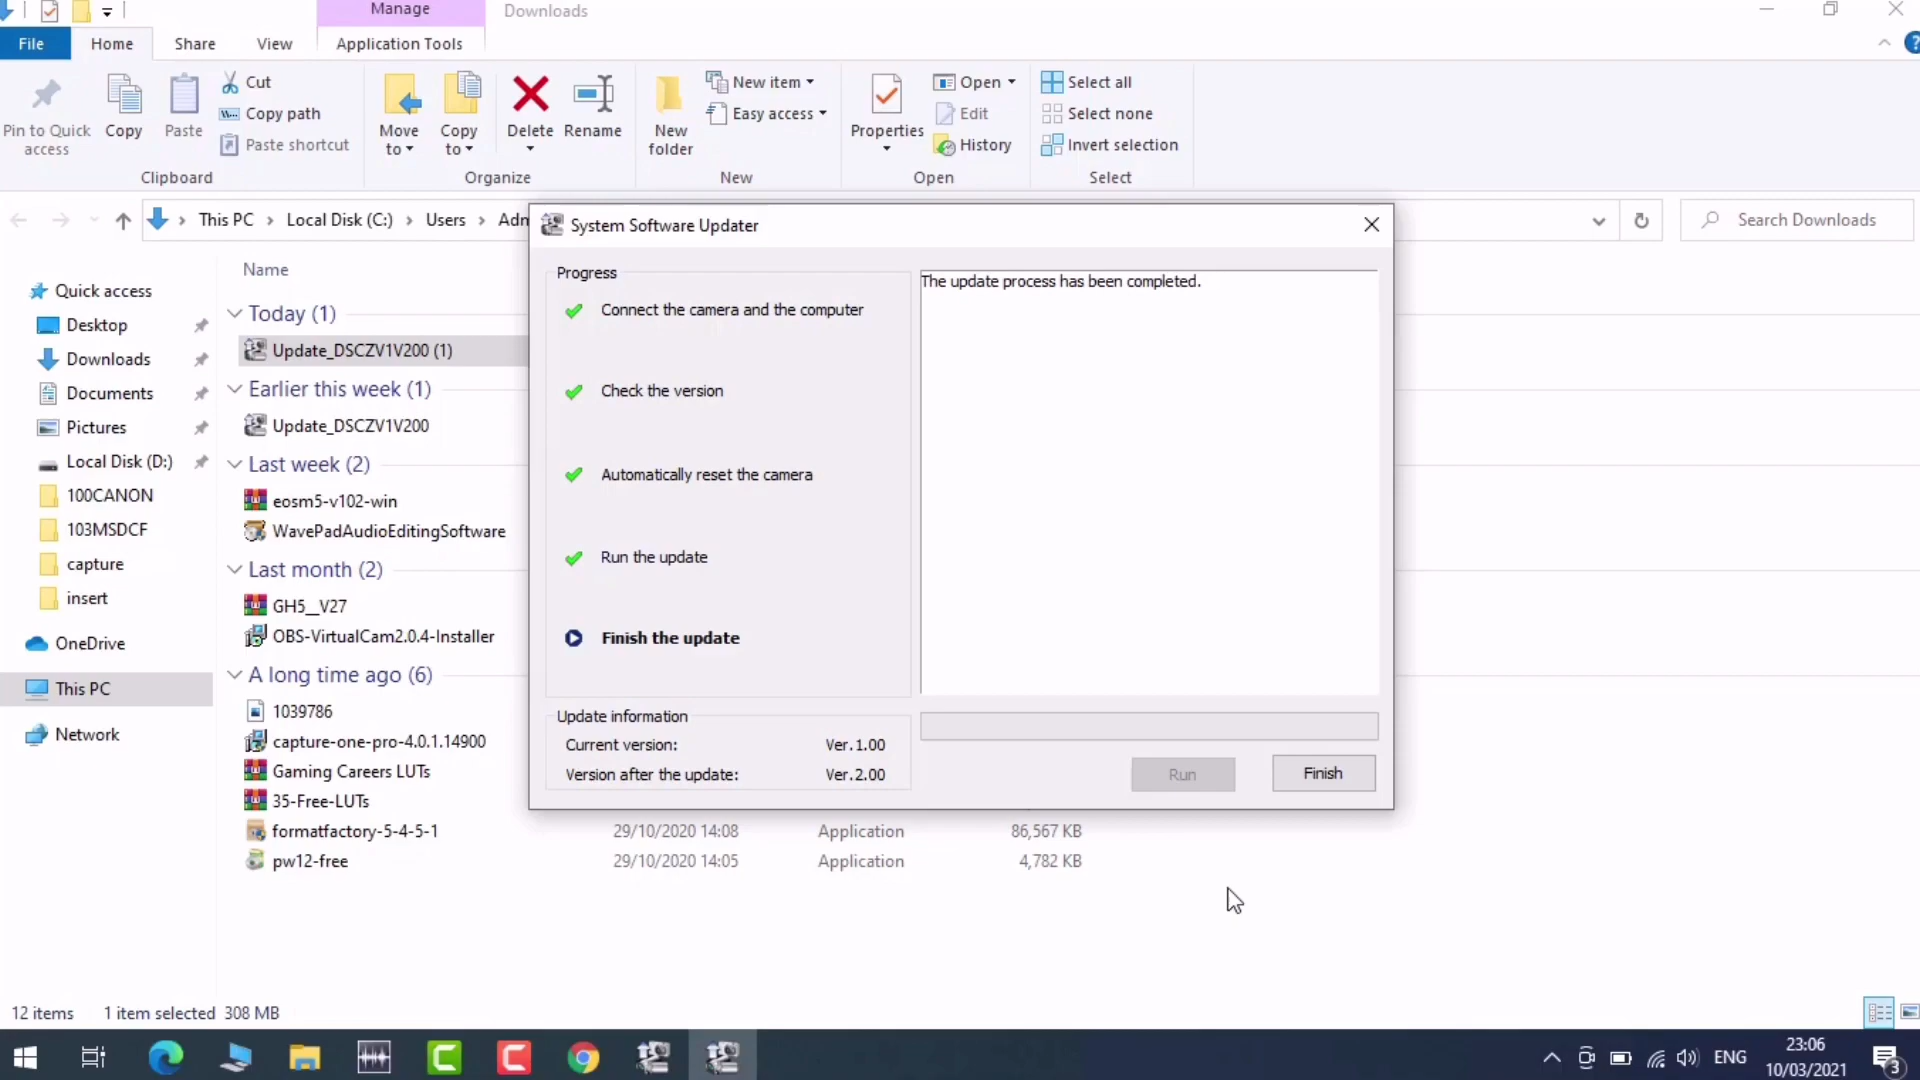 Manage
Downloads
File
Home
Share
View
Application Tools
Pin to Quick
access
Copy
Paste
Cut
Copy path
Paste shortcut
Clipboard
Move
to
Copy
to
Delete
Rename
Organize
New
folder
New item
Easy access
New
Properties
Open
Edit
History
Open
Select all
Select none
Invert selection
Select
This PC
Local Disk (C:)
Users
Adn
Search Downloads
Quick access
Desktop
Downloads
Documents
Pictures
Local Disk (D:)
100CANON
103MSDCF
capture
insert
OneDrive
This PC
Network
Name
Today (1)
Update_DSCZV1V200 (1)
Earlier this week (1)
Update_DSCZV1V200
Last week (2)
eosm5-v102-win
WavePadAudioEditingSoftware
Last month (2)
GH5__V27
OBS-VirtualCam2.0.4-Installer
A long time ago (6)
1039786
capture-one-pro-4.0.1.14900
Gaming Careers LUTs
35-Free-LUTs
formatfactory-5-4-5-1 29/10/2020 14:08 Application 86,567 KB
pw12-free 29/10/2020 14:05 Application 4,782 KB
System Software Updater
Progress
Connect the camera and the computer
Check the version
Automatically reset the camera
Run the update
Finish the update
The update process has been completed.
Update information
Current version: Ver.1.00
Version after the update: Ver.2.00
Run
Finish
12 items 1 item selected 308 MB
ENG
23:06
10/03/2021
3